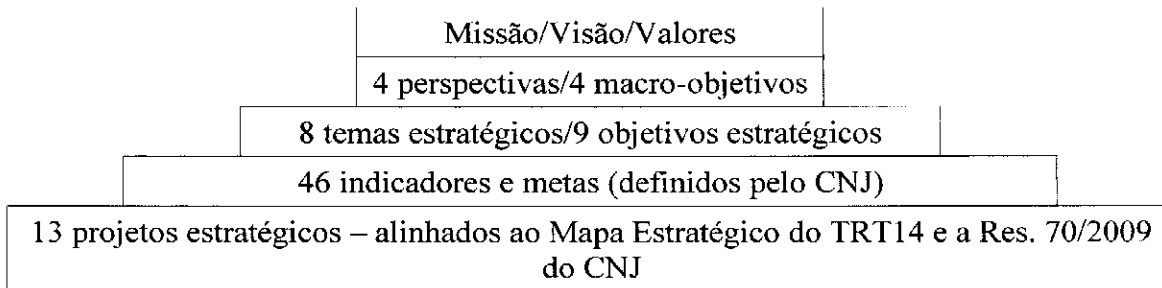 Missão/Visão/Valores
4 perspectivas/4 macro-objetivos
8 temas estratégicos/9 objetivos estratégicos
46 indicadores e metas (definidos pelo CNJ)
13 projetos estratégicos – alinhados ao Mapa Estratégico do TRT14 e a Res. 70/2009
do CNJ